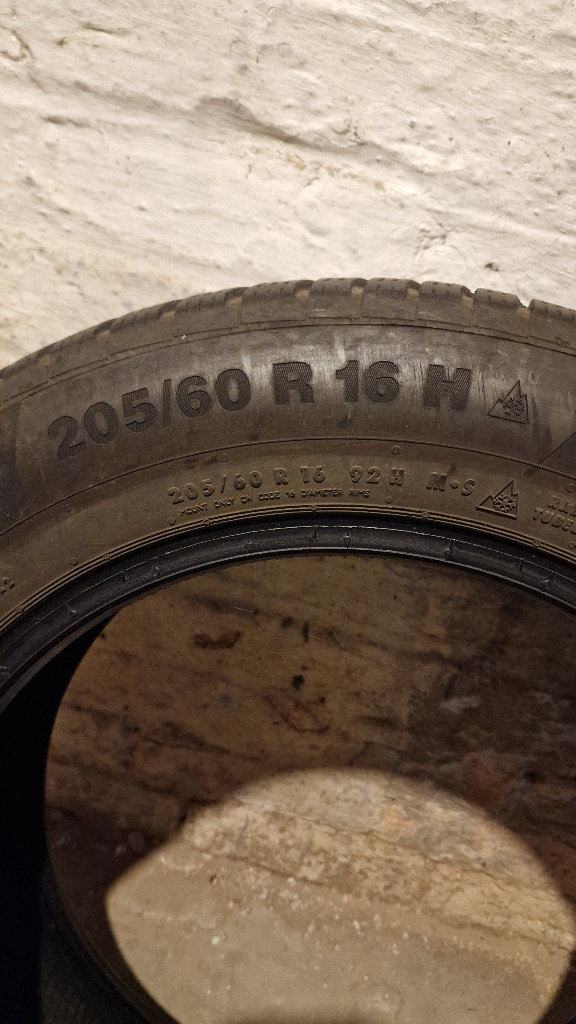 205/60 R 16 H
205/60 R 16 92 H M+S
MOUNT ONLY ON CODE 16 DIAMETER RIMS